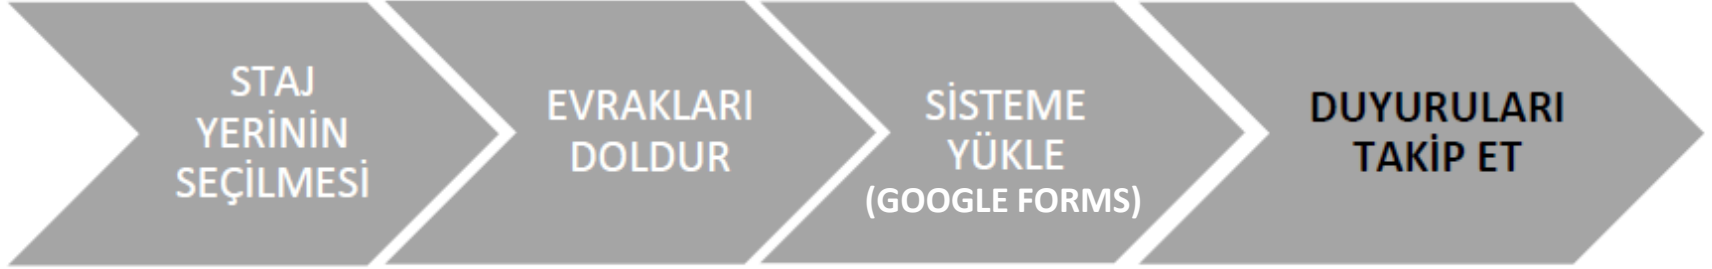 STAJ
YERİNİN
SEÇİLMESİ
EVRAKLARI
DOLDUR
SİSTEME
YÜKLE
(GOOGLE FORMS)
DUYURULARI
TAKİP ET